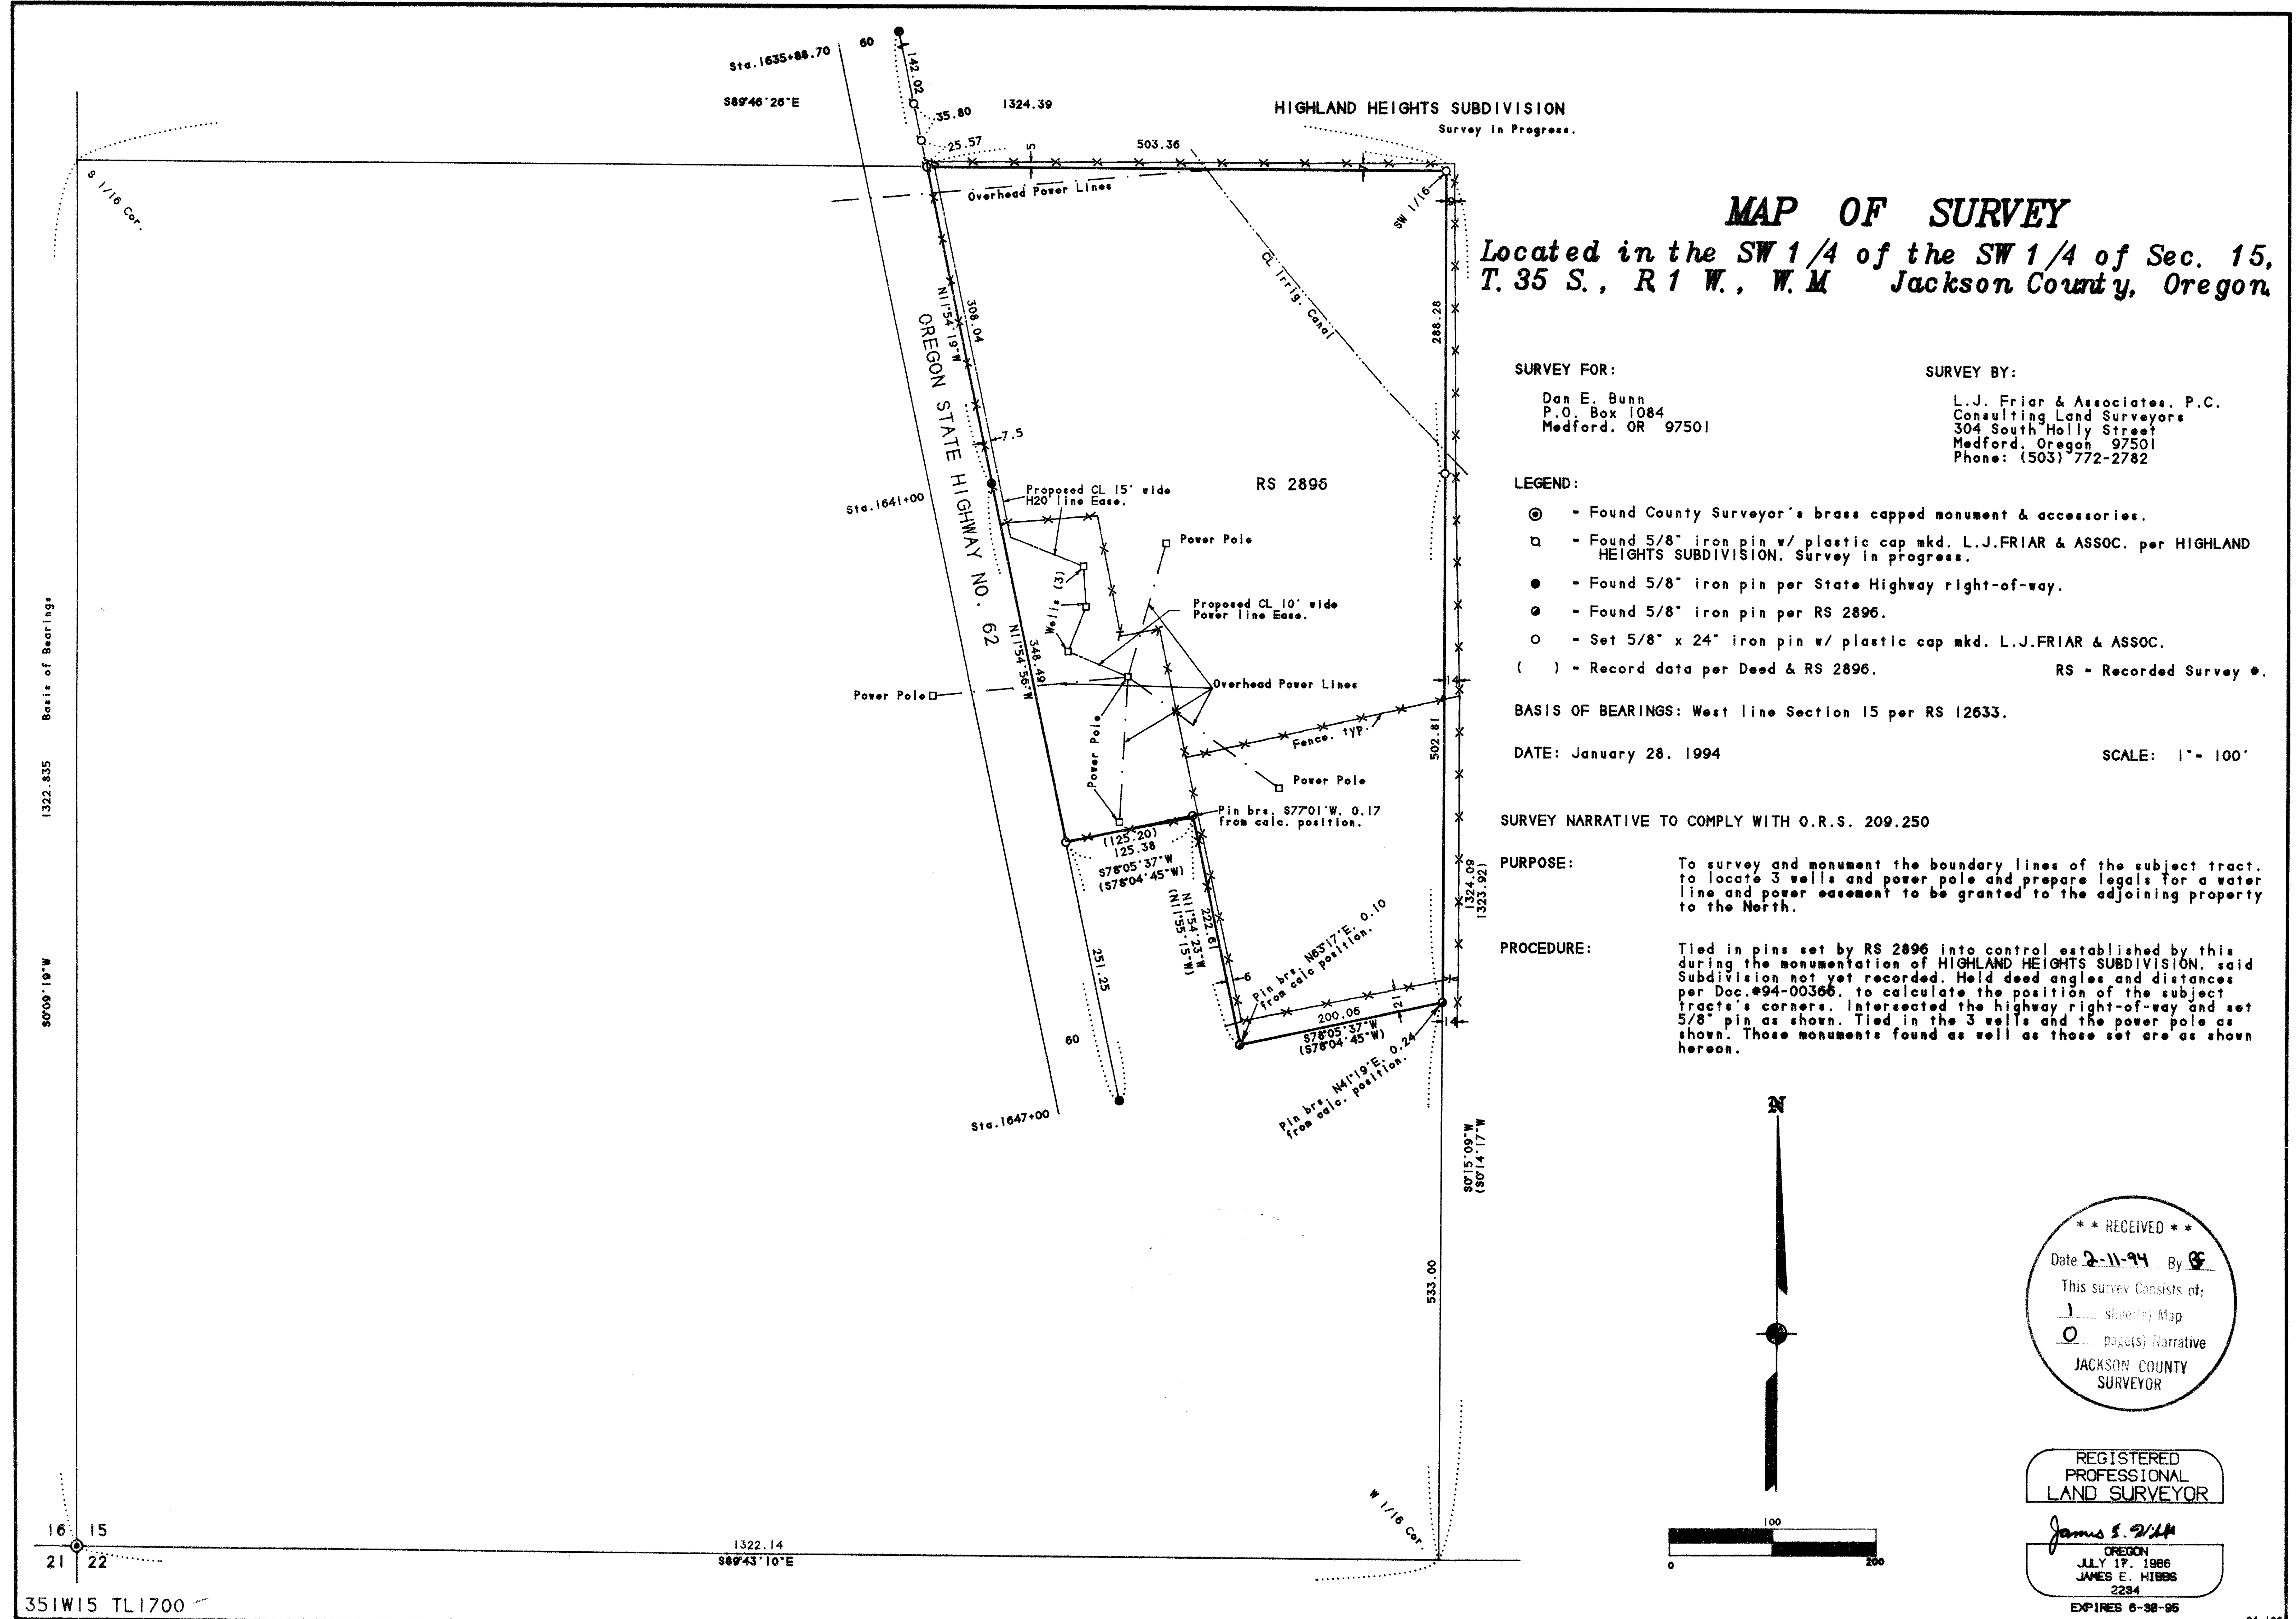 MAP OF SURVEY
Located in the SW 1/4 of the SW 1/4 of Sec. 15,
T. 35 S., R 1 W., W. M Jackson County, Oregon.
SURVEY FOR:
Dan E. Bunn
P.O. Box 1084
Medford. OR 97501
SURVEY BY:
L.J. Friar & Associates. P.C.
Consulting Land Surveyors
304 South Holly Street
Medford. Oregon 97501
Phone: (503) 772-2782
LEGEND:
- Found County Surveyor's brass capped monument & accessories.
- Found 5/8" iron pin w/ plastic cap mkd. L.J.FRIAR & ASSOC. per HIGHLAND
HEIGHTS SUBDIVISION. Survey in progress.
- Found 5/8" iron pin per State Highway right-of-way.
- Found 5/8" iron pin per RS 2896.
- Set 5/8" x 24" iron pin w/ plastic cap mkd. L.J.FRIAR & ASSOC.
( ) - Record data per Deed & RS 2896. RS - Recorded Survey #.
BASIS OF BEARINGS: West line Section 15 per RS 12633.
DATE: January 28. 1994 SCALE: 1"- 100'
SURVEY NARRATIVE TO COMPLY WITH O.R.S. 209.250
PURPOSE:
To survey and monument the boundary lines of the subject tract.
to locate 3 wells and power pole and prepare legals for a water
line and power easement to be granted to the adjoining property
to the North.
PROCEDURE:
Tied in pins set by RS 2896 into control established by this
during the monumentation of HIGHLAND HEIGHTS SUBDIVISION. said
Subdivision not yet recorded. Held deed angles and distances
per Doc.#94-00366. to calculate the position of the subject
tracts's corners. Intersected the highway right-of-way and set
5/8" pin as shown. Tied in the 3 wells and the power pole as
shown. Those monuments found as well as those set are as shown
hereon.
Sta.1635+88.70
60
142.02
S89°46'26"E
35.80
1324.39
25.57
5
503.36
HIGHLAND HEIGHTS SUBDIVISION
Survey in Progress.
S 1/16 Cor.
Overhead Power Lines
SW 1/16
9
7
CL Irrig. Canal
288.28
308.04
N11°54'19"W
OREGON STATE HIGHWAY NO. 62
7.5
Sta.1641+00
Proposed CL 15' wide
H20 line Ease.
RS 2896
Power Pole
Wells (3)
Proposed CL 10' wide
Power line Ease.
348.49
N11°54'56"W
Power Pole
Overhead Power Lines
Power Pole
Fence. typ.
Power Pole
14
502.81
Pin brs. S77°01'W. 0.17
from calc. position.
(125.20)
125.38
S78°05'37"W
(S78°04'45"W)
222.61
N11°54'23"W
(N11°55'15"W)
251.25
6
Pin brs. N63°17'E. 0.10
from calc position.
200.06
S78°05'37"W
(S78°04'45"W)
21
14
Pin brs. N41°19'E. 0.24
from calc. position.
1324.09
(1323.92)
S0°15'09"W
(S0°14'17"W
60
Sta.1647+00
533.00
W 1/16 Cor.
Basis of Bearings
1322.835
S0°09'19"W
16 15
21 22
1322.14
S89°43'10"E
351W15 TL1700
N
100
0 200
* * RECEIVED * *
Date 2-11-94 By
This survey Consists of:
1 sheet(s) Map
0 page(s) Narrative
JACKSON COUNTY
SURVEYOR
REGISTERED
PROFESSIONAL
LAND SURVEYOR
James E. Hibbs
OREGON
JULY 17. 1986
JAMES E. HIBBS
2234
EXPIRES 6-30-95